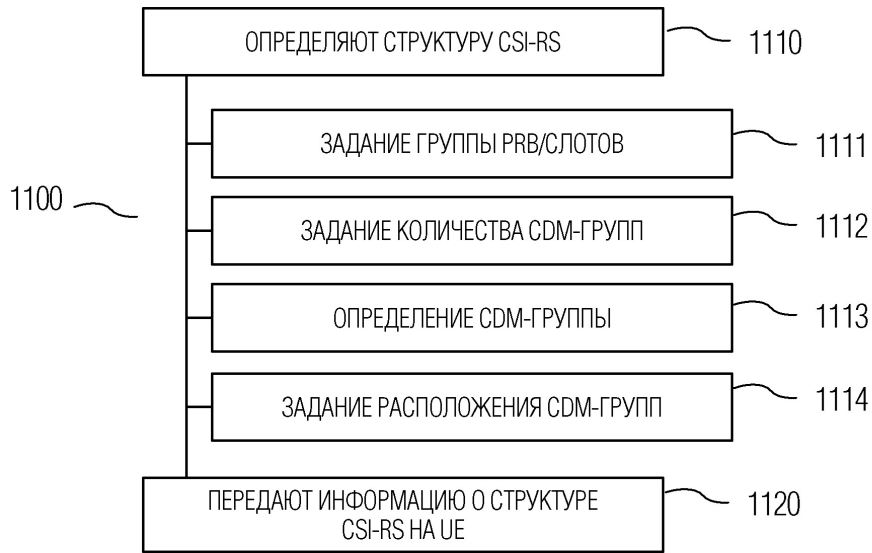 ОПРЕДЕЛЯЮТ СТРУКТУРУ CSI-RS
1110
ЗАДАНИЕ ГРУППЫ PRB/СЛОТОВ
1111
1100
ЗАДАНИЕ КОЛИЧЕСТВА CDM-ГРУПП
1112
ОПРЕДЕЛЕНИЕ CDM-ГРУППЫ
1113
ЗАДАНИЕ РАСПОЛОЖЕНИЯ CDM-ГРУПП
1114
ПЕРЕДАЮТ ИНФОРМАЦИЮ О СТРУКТУРЕ
CSI-RS НА UE
1120